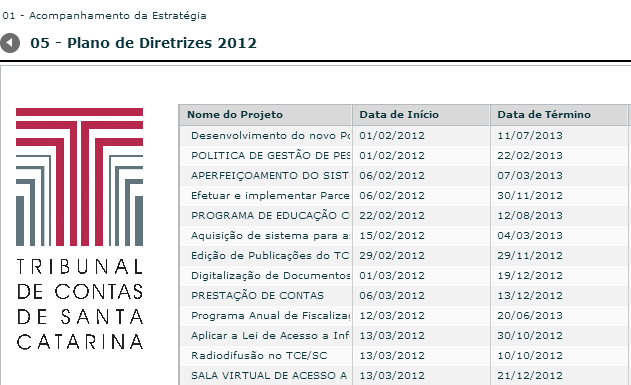 01 - Acompanhamento da Estratégia
05 - Plano de Diretrizes 2012
TRIBUNAL
DE CONTAS
DE SANTA
CATARINA
Nome do Projeto Data de Início Data de Término
Desenvolvimento do novo 01/02/2012 11/07/2013
POLITICA DE GESTÃO DE PES 01/02/2012 22/02/2013
APERFEIÇOAMENTO DO SIST 06/02/2012 07/03/2013
Efetuar e implementar Parce 06/02/2012 30/11/2012
PROGRAMA DE EDUCAÇÃO C 22/02/2012 12/08/2013
Aquisição de sistema para a 15/02/2012 04/03/2013
Edição de Publicações do TC 29/02/2012 29/11/2012
Digitalização de Documentos 01/03/2012 19/12/2012
PRESTAÇÃO DE CONTAS 06/03/2012 13/12/2012
Programa Anual de Fiscaliza 12/03/2012 20/06/2013
Aplicar a Lei de Acesso a Inf 13/03/2012 30/10/2012
Radiodifusão no TCE/SC 13/03/2012 10/10/2012
SALA VIRTUAL DE ACESSO A 13/03/2012 21/12/2012